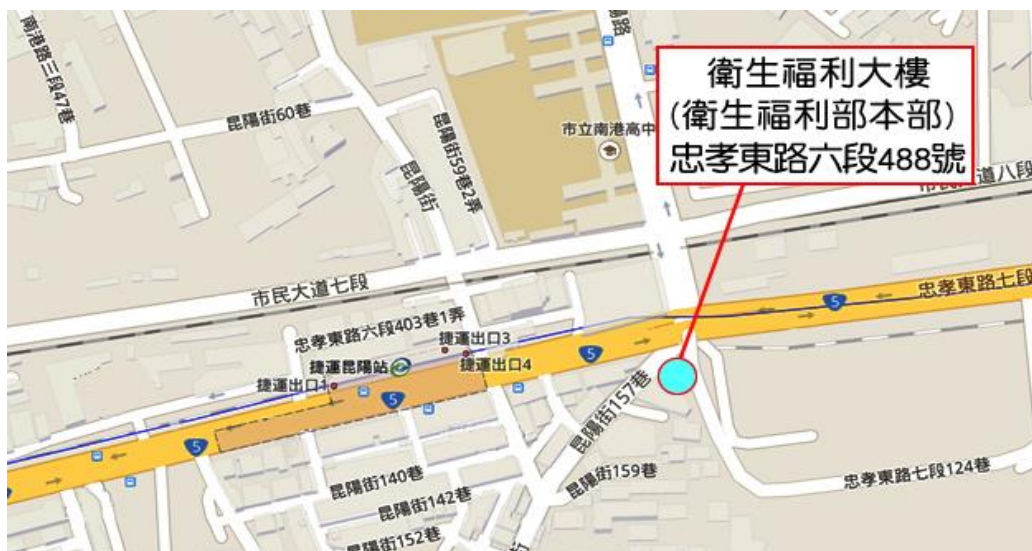 衛生福利大樓
(衛生福利部本部)
忠孝東路六段488號
南港路三段47巷
昆陽街60巷
昆陽街59巷2弄
昆陽街
市立南港高中
陽路
市民大道八段
市民大道七段
忠孝東路七段
5
忠孝東路六段403巷1弄
捷運出口3
捷運昆陽站
捷運出口4
5
捷運出口1
5
5
昆陽街157巷
昆陽街140巷
昆陽街142巷
昆陽街152巷
昆陽街159巷
忠孝東路七段124巷
街